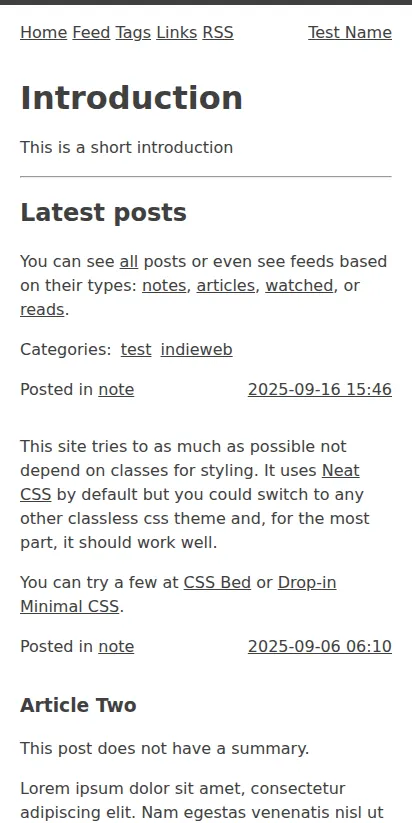 Home Feed Tags Links RSS Test Name
Introduction
This is a short introduction
Latest posts
You can see all posts or even see feeds based
on their types: notes, articles, watched, or
reads.
Categories: test indieweb
Posted in note 2025-09-16 15:46
This site tries to as much as possible not
depend on classes for styling. It uses Neat
CSS by default but you could switch to any
other classless css theme and, for the most
part, it should work well.
You can try a few at CSS Bed or Drop-in
Minimal CSS.
Posted in note 2025-09-06 06:10
Article Two
This post does not have a summary.
Lorem ipsum dolor sit amet, consectetur
adipiscing elit. Nam egestas venenatis nisl ut